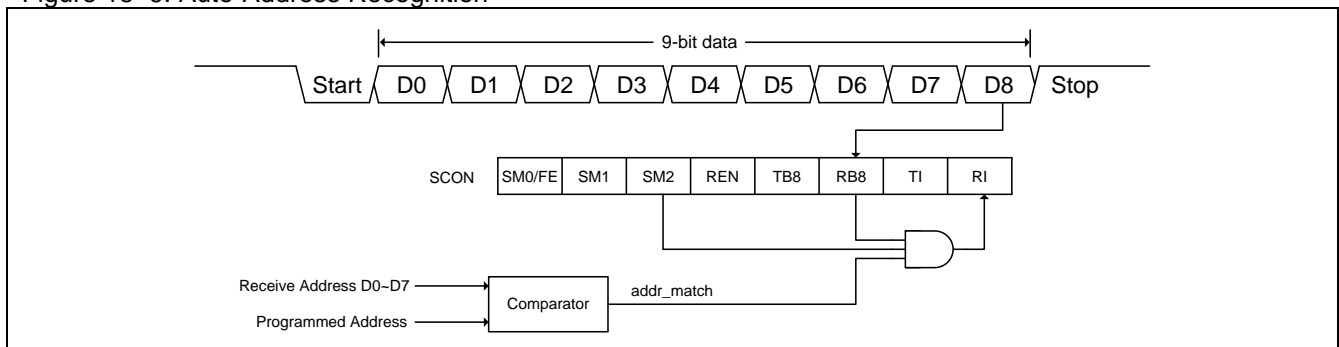 Figure 18–6. Auto-Address Recognition
9-bit data
Start D0 D1 D2 D3 D4 D5 D6 D7 D8 Stop
SCON SM0/FE SM1 SM2 REN TB8 RB8 TI RI
Receive Address D0~D7
Comparator
addr_match
Programmed Address